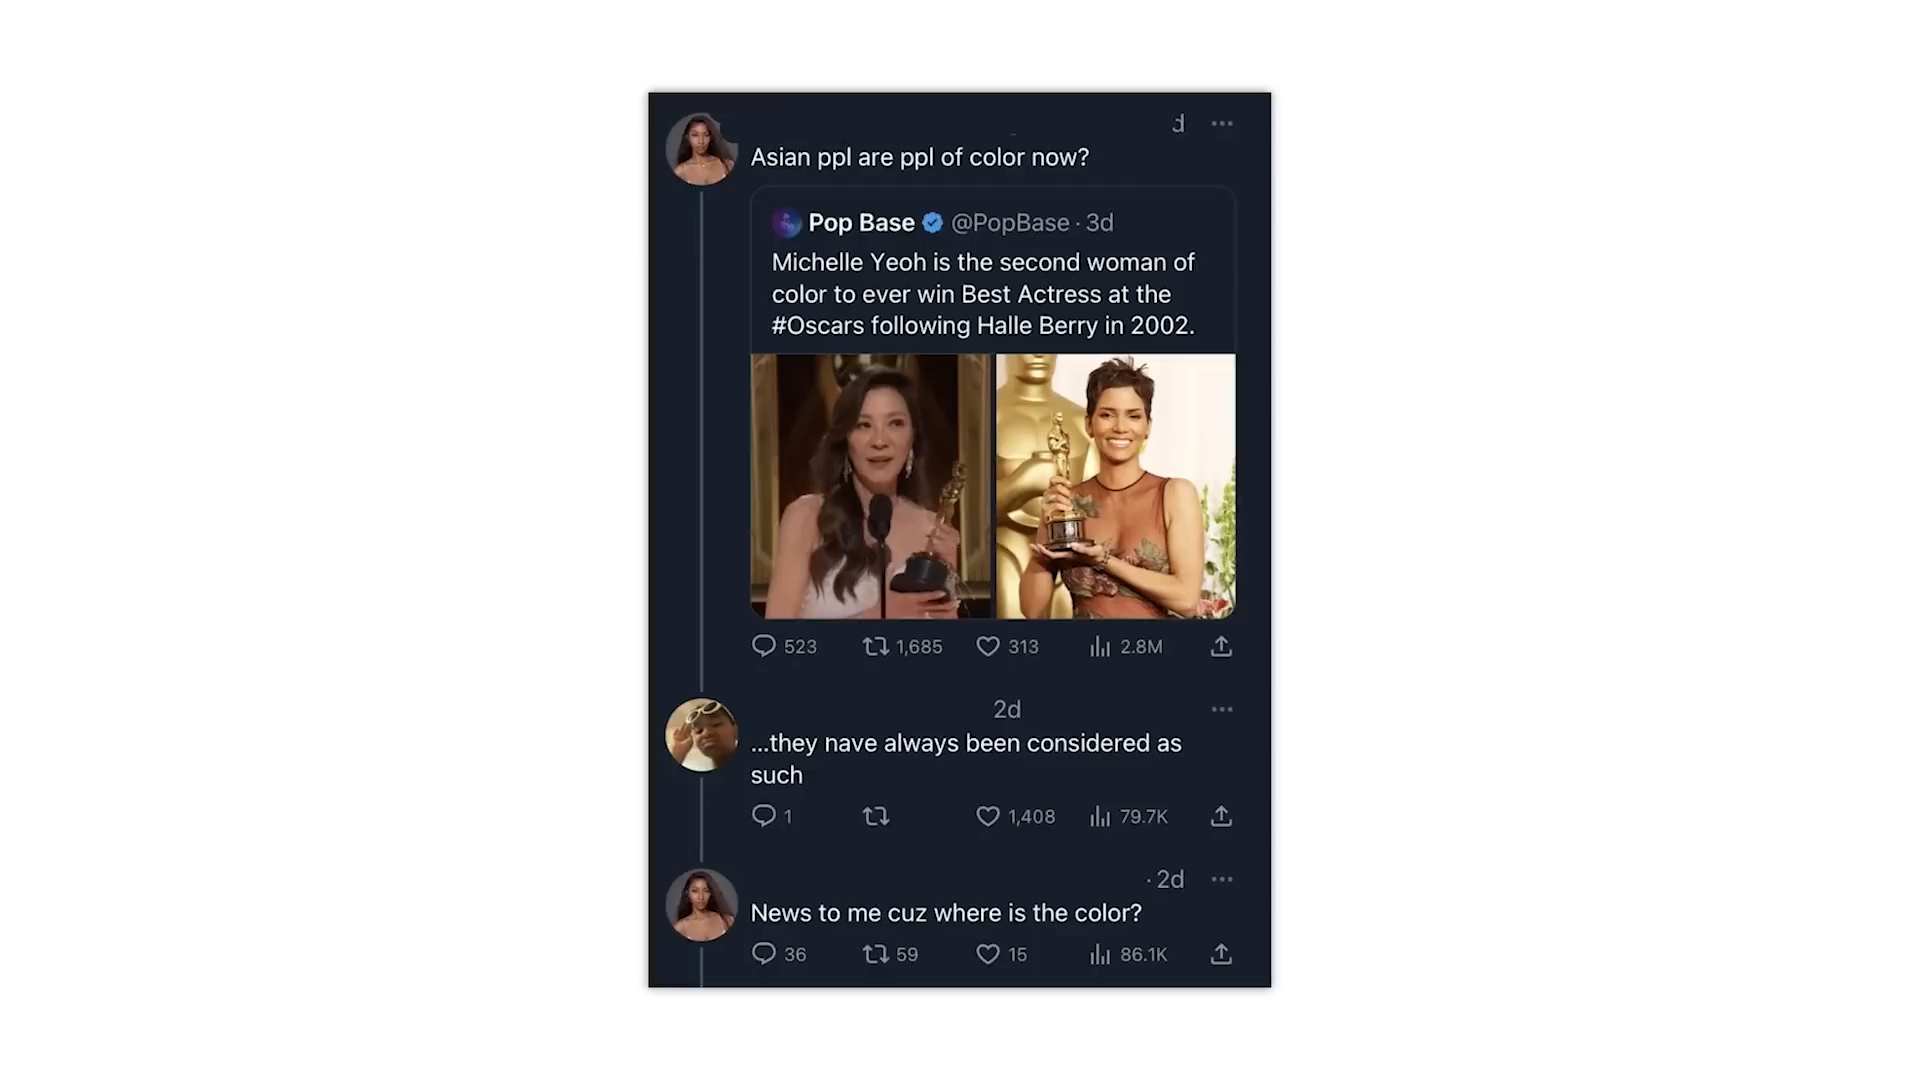 d
Asian ppl are ppl of color now?
Pop Base @PopBase · 3d
Michelle Yeoh is the second woman of
color to ever win Best Actress at the
#Oscars following Halle Berry in 2002.
523 1,685 313 2.8M
2d
...they nave always been considered as
such
1 1,408 79.7K
· 2d
News to me cuz where is the color?
36 59 15 86.1K